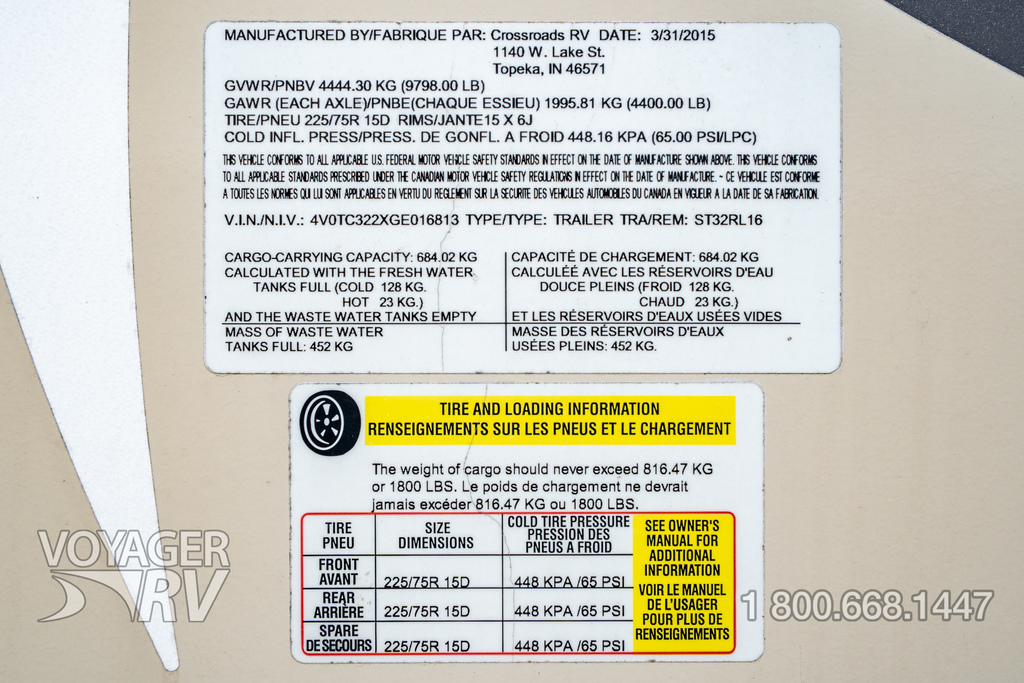 MANUFACTURED BY/FABRIQUE PAR: Crossroads RV DATE: 3/31/2015
1140 W. Lake St.
Topeka, IN 46571
GVWR/PNBV 4444.30 KG (9798.00 LB)
GAWR (EACH AXLE)/PNBE(CHAQUE ESSIEU) 1995.81 KG (4400.00 LB)
TIRE/PNEU 225/75R 15D RIMS/JANTE15 X 6J
COLD INFL. PRESS/PRESS. DE GONFL. A FROID 448.16 KPA (65.00 PSI/LPC)
THIS VEHICLE CONFORMS TO ALL APPLICABLE U.S. FEDERAL MOTOR VEHICLE SAFETY STANDARDS IN EFFECT ON THE DATE OF MANUFACTURE SHOWN ABOVE. THIS VEHICLE CONFORMS
TO ALL APPLICABLE STANDARDS PRESCRIBED UNDER THE CANADIAN MOTOR VEHICLE SAFETY REGULATIONS IN EFFECT ON THE DATE OF MANUFACTURE. - CE VEHICULE EST CONFORME
A TOUTES LES NORMES QUI LUI SONT APPLICABLES EN VERTU DU REGLEMENT SUR LA SECURITE DES VEHICULES AUTOMOBILES DU CANADA EN VIGUEUR A LA DATE DE SA FABRICATION.
V.I.N./N.I.V.: 4V0TC322XGE016813 TYPE/TYPE: TRAILER TRA/REM: ST32RL16
CARGO-CARRYING CAPACITY: 684.02 KG
CALCULATED WITH THE FRESH WATER
TANKS FULL (COLD 128 KG.
HOT 23 KG.)
AND THE WASTE WATER TANKS EMPTY
MASS OF WASTE WATER
TANKS FULL: 452 KG
CAPACITÉ DE CHARGEMENT: 684.02 KG
CALCULÉE AVEC LES RÉSERVOIRS D'EAU
DOUCE PLEINS (FROID 128 KG.
CHAUD 23 KG.)
ET LES RÉSERVOIRS D'EAUX USÉES VIDES
MASSE DES RÉSERVOIRS D'EAUX
USÉES PLEINS: 452 KG.
TIRE AND LOADING INFORMATION
RENSEIGNEMENTS SUR LES PNEUS ET LE CHARGEMENT
The weight of cargo should never exceed 816.47 KG
or 1800 LBS. Le poids de chargement ne devrait
jamais excéder 816.47 KG ou 1800 LBS.
TIRE
PNEU
SIZE
DIMENSIONS
COLD TIRE PRESSURE
PRESSION DES
PNEUS A FROID
FRONT
AVANT
225/75R 15D
448 KPA /65 PSI
REAR
ARRIÈRE
225/75R 15D
448 KPA /65 PSI
SPARE
DE SECOURS
225/75R 15D
448 KPA /65 PSI
SEE OWNER'S
MANUAL FOR
ADDITIONAL
INFORMATION
VOIR LE MANUEL
DE L'USAGER
POUR PLUS DE
RENSEIGNEMENTS
VOYAGER
RV
1 800.668.1447